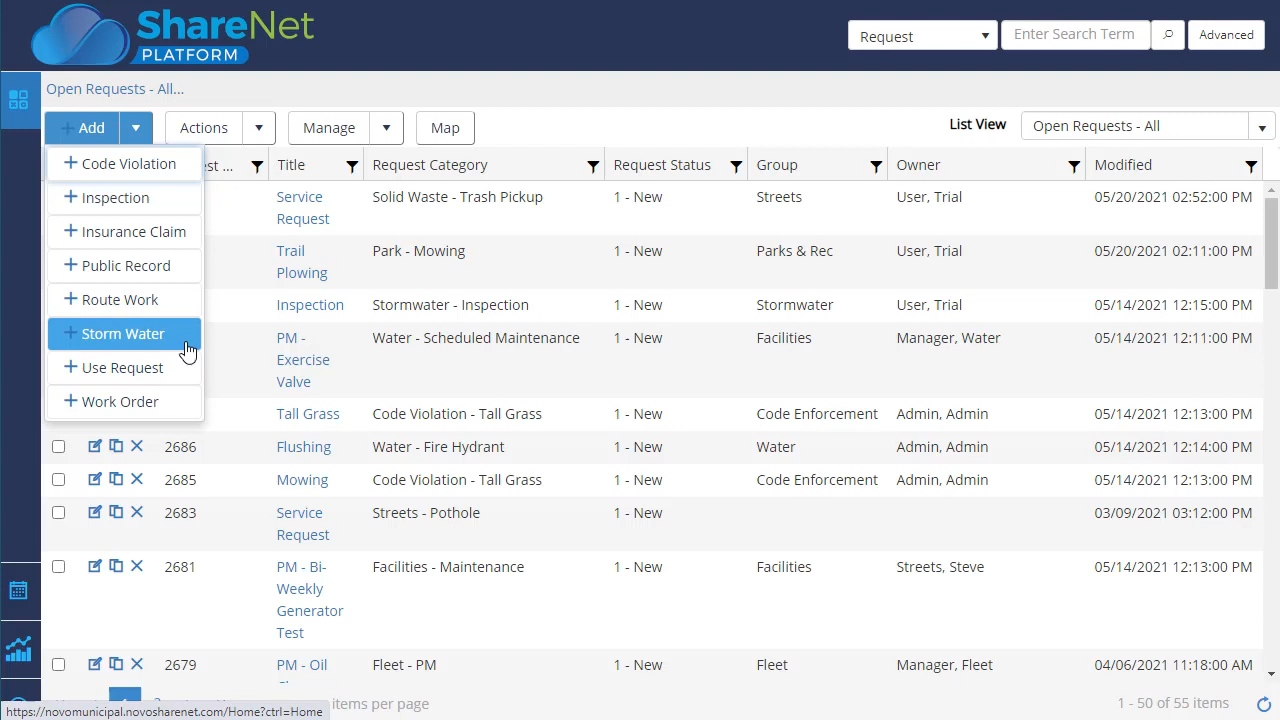 ShareNet
PLATFORM
Request
Enter Search Term
Advanced
Open Requests - All...
Add
Actions
Manage
Map
List View
Open Requests - All
Code Violation
Inspection
Insurance Claim
Public Record
Route Work
Storm Water
Use Request
Work Order
est ... Title Request Category Request Status Group Owner Modified
Service Solid Waste - Trash Pickup 1 - New Streets User, Trial 05/20/2021 02:52:00 PM
Request
Trail Park - Mowing 1 - New Parks & Rec User, Trial 05/20/2021 02:11:00 PM
Plowing
Inspection Stormwater - Inspection 1 - New Stormwater User, Trial 05/14/2021 12:15:00 PM
PM - Water - Scheduled Maintenance 1 - New Facilities Manager, Water 05/14/2021 12:11:00 PM
Exercise
Valve
Tall Grass Code Violation - Tall Grass 1 - New Code Enforcement Admin, Admin 05/14/2021 12:13:00 PM
2686 Flushing Water - Fire Hydrant 1 - New Water Admin, Admin 05/14/2021 12:14:00 PM
2685 Mowing Code Violation - Tall Grass 1 - New Code Enforcement Admin, Admin 05/14/2021 12:13:00 PM
2683 Service Streets - Pothole 1 - New 03/09/2021 03:12:00 PM
Request
2681 PM - Bi- Facilities - Maintenance 1 - New Facilities Streets, Steve 05/14/2021 12:13:00 PM
Weekly
Generator
Test
2679 PM - Oil Fleet - PM 1 - New Fleet Manager, Fleet 04/06/2021 11:18:00 AM
items per page
1 - 50 of 55 items
https://novomunicipal.novosharenet.com/Home?ctrl=Home